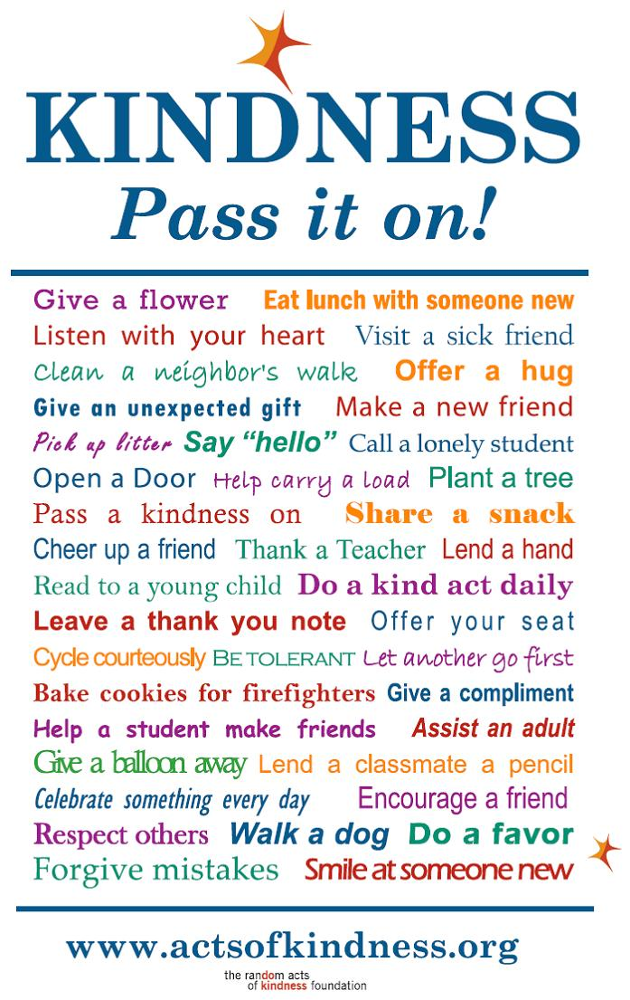 KINDNESS
Pass it on!
Give a flower Eat lunch with someone new
Listen with your heart Visit a sick friend
Clean a neighbor's walk Offer a hug
Give an unexpected gift Make a new friend
Pick up litter Say “hello” Call a lonely student
Open a Door Help carry a load Plant a tree
Pass a kindness on Share a snack
Cheer up a friend Thank a Teacher Lend a hand
Read to a young child Do a kind act daily
Leave a thank you note Offer your seat
Cycle courteously BE TOLERANT Let another go first
Bake cookies for firefighters Give a compliment
Help a student make friends Assist an adult
Give a balloon away Lend a classmate a pencil
Celebrate something every day Encourage a friend
Respect others Walk a dog Do a favor
Forgive mistakes Smile at someone new
www.actsofkindness.org
the random acts
of kindness foundation